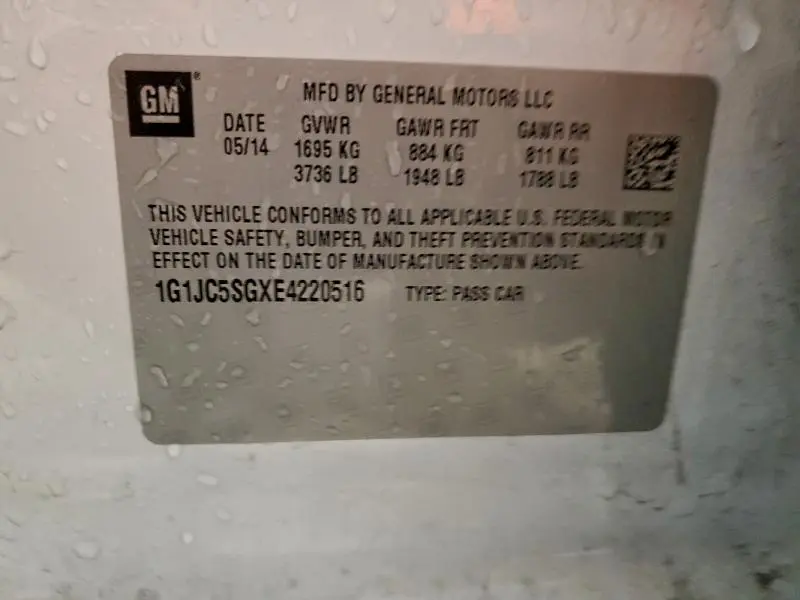 GM®
MFD BY GENERAL MOTORS LLC
DATE GVWR GAWR FRT GAWR RR
05/14 1695 KG 884 KG 811 KG
3736 LB 1948 LB 1788 LB
THIS VEHICLE CONFORMS TO ALL APPLICABLE U.S. FEDERAL MOTOR
VEHICLE SAFETY, BUMPER, AND THEFT PREVENTION STANDARDS IN
EFFECT ON THE DATE OF MANUFACTURE SHOWN ABOVE.
1G1JC5SGXE4220516 TYPE: PASS CAR